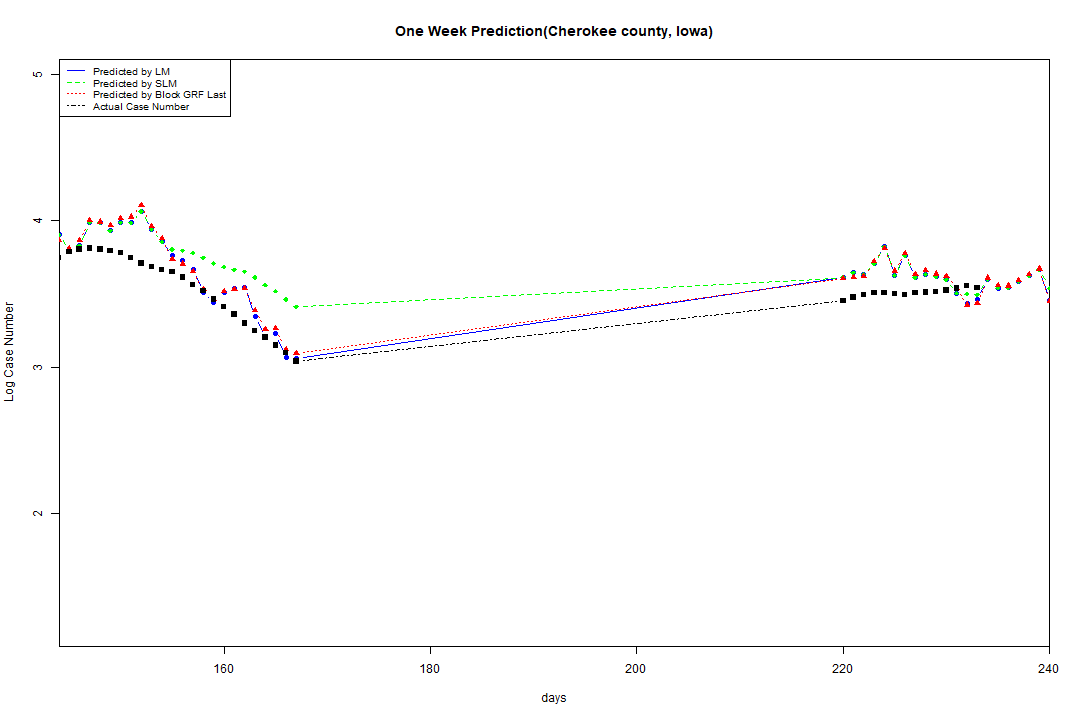 One Week Prediction(Cherokee county, Iowa)
Predicted by LM
Predicted by SLM
Predicted by Block GRF Last
Actual Case Number
5
4
3
2
Log Case Number
160 180 200 220 240
days